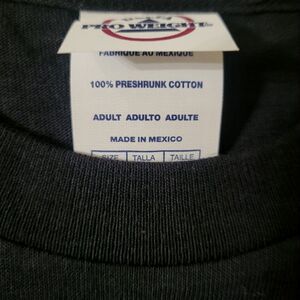 PRO WEIGHT
FABRIQUE AU MEXIQUE
100% PRESHRUNK COTTON
ADULT ADULTO ADULTE
MADE IN MEXICO
SIZE TALLA TAILLE